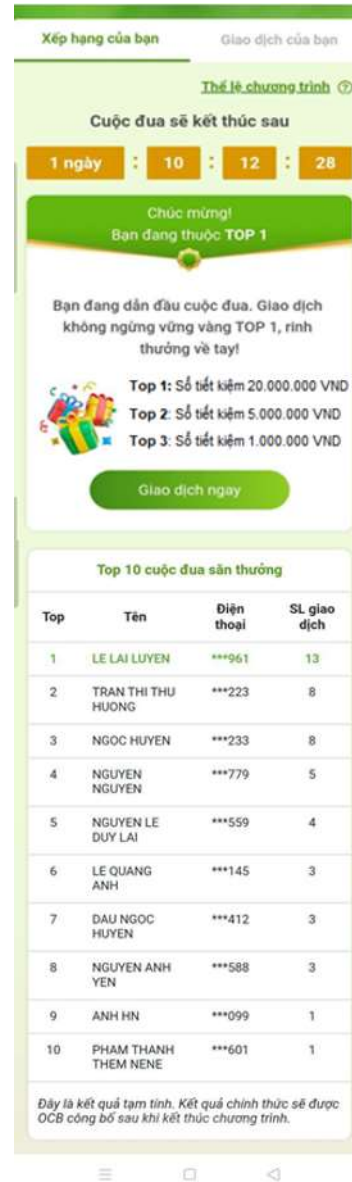 Xếp hạng của bạn Giao dịch của bạn
Thể lệ chương trình ?
Cuộc đua sẽ kết thúc sau
1 ngày : 10 : 12 : 28
Chúc mừng!
Bạn đang thuộc TOP 1
Bạn đang dẫn đầu cuộc đua. Giao dịch
không ngừng vững vàng TOP 1, rinh
thưởng về tay!
Top 1: Sổ tiết kiệm 20.000.000 VND
Top 2: Sổ tiết kiệm 5.000.000 VND
Top 3: Sổ tiết kiệm 1.000.000 VND
Giao dịch ngay
Top 10 cuộc đua săn thưởng
Top Tên Điện thoại SL giao dịch
1 LE LAI LUYEN ***961 13
2 TRAN THI THU HUONG ***223 8
3 NGOC HUYEN ***233 8
4 NGUYEN NGUYEN ***779 5
5 NGUYEN LE DUY LAI ***559 4
6 LE QUANG ANH ***145 3
7 DAU NGOC HUYEN ***412 3
8 NGUYEN ANH YEN ***588 3
9 ANH HN ***099 1
10 PHAM THANH THEM NENE ***601 1
Đây là kết quả tạm tính. Kết quả chính thức sẽ được
OCB công bố sau khi kết thúc chương trình.